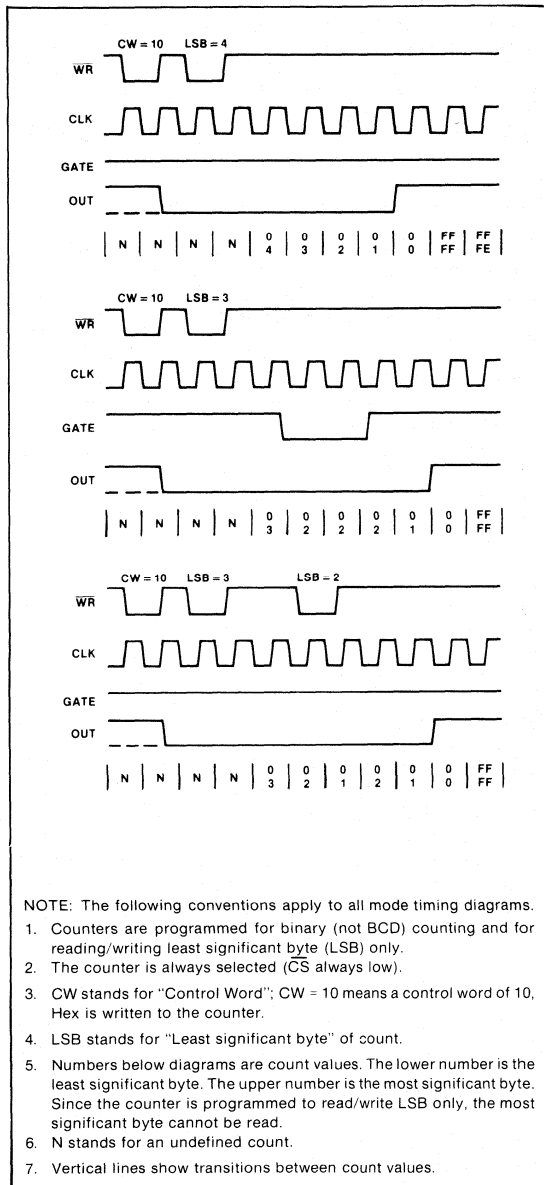 CW = 10 LSB = 4
WR
CLK
GATE
OUT
N N N N 0 0 0 0 0 FF FF
4 3 2 1 0 FF FE
CW = 10 LSB = 3
WR
CLK
GATE
OUT
N N N N 0 0 0 0 0 0 FF
3 2 2 2 1 0 FF
CW = 10 LSB = 3 LSB = 2
WR
CLK
GATE
OUT
N N N N 0 0 0 0 0 0 FF
3 2 1 2 1 0 FF
NOTE: The following conventions apply to all mode timing diagrams.
1. Counters are programmed for binary (not BCD) counting and for
reading/writing least significant byte (LSB) only.
2. The counter is always selected (CS always low).
3. CW stands for "Control Word"; CW = 10 means a control word of 10,
Hex is written to the counter.
4. LSB stands for "Least significant byte" of count.
5. Numbers below diagrams are count values. The lower number is the
least significant byte. The upper number is the most significant byte.
Since the counter is programmed to read/write LSB only, the most
significant byte cannot be read.
6. N stands for an undefined count.
7. Vertical lines show transitions between count values.